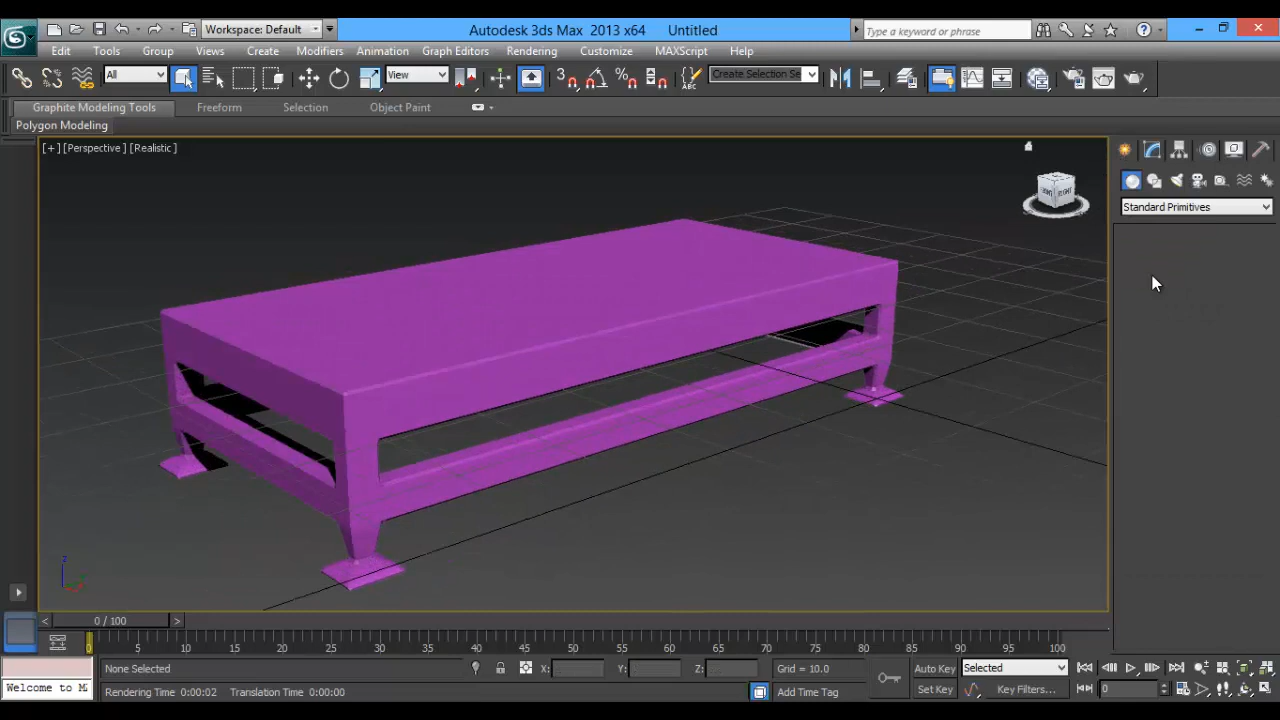 Workspace: Default
Autodesk 3ds Max 2013 x64 Untitled
Type a keyword or phrase
Edit Tools Group Views Create Modifiers Animation Graph Editors Rendering Customize MAXScript Help
All
View
3
ABC
Create Selection Se
Graphite Modeling Tools Freeform Selection Object Paint
Polygon Modeling
[+] [Perspective] [Realistic]
Standard Primitives
RIGHT
z
< 0 / 100 >
0 5 10 15 20 25 30 35 40 45 50 55 60 65 70 75 80 85 90 95 100
None Selected X: Y: Z: Grid = 10.0 Auto Key Selected
Welcome to M
Rendering Time 0:00:02 Translation Time 0:00:00 Add Time Tag Set Key Key Filters... 0